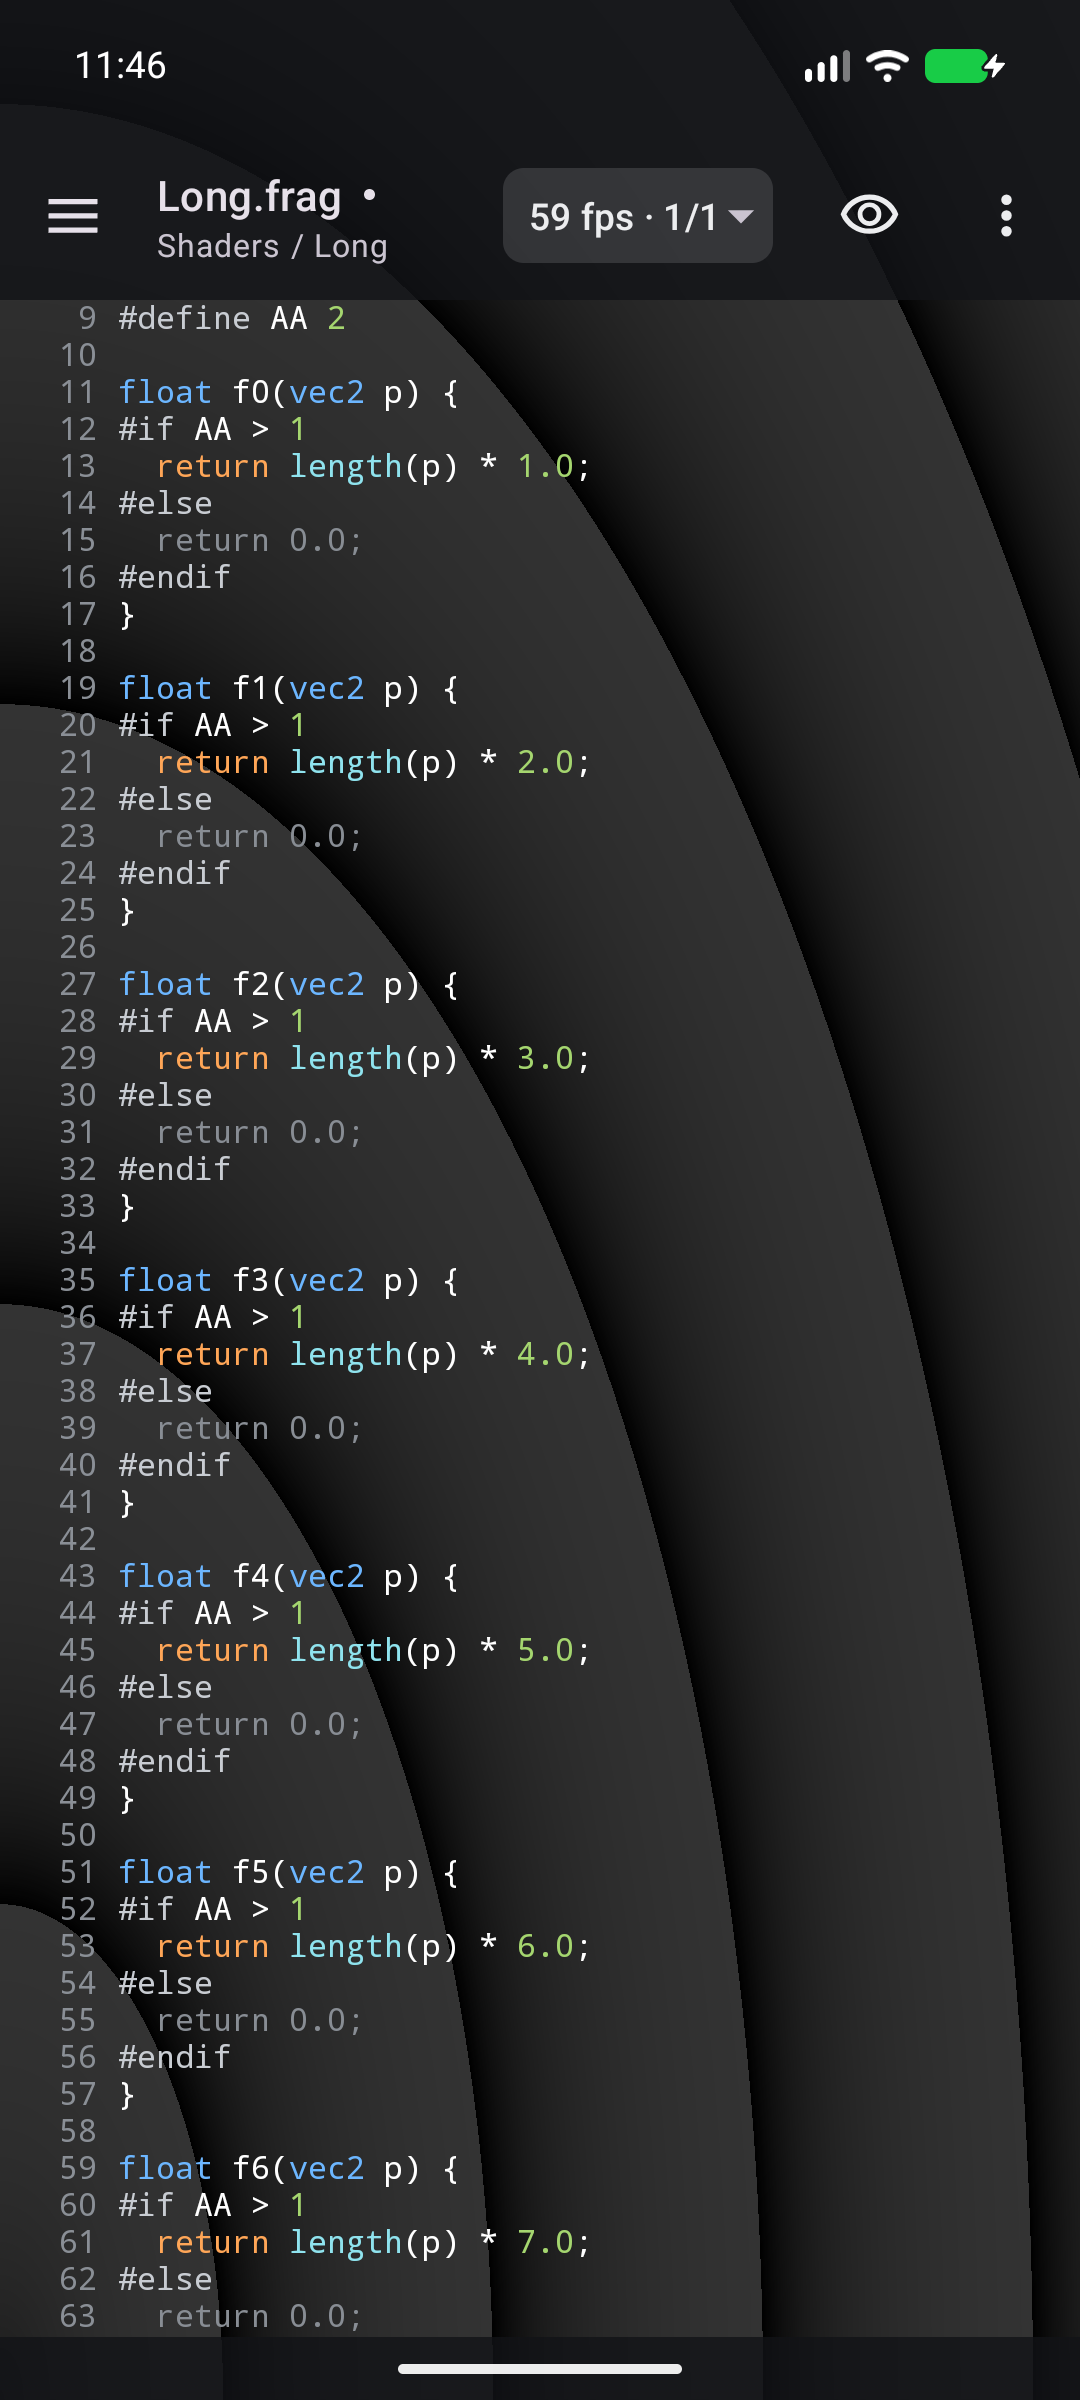 11:46
Long.frag •
Shaders / Long
59 fps · 1/1
9 #define AA 2
10
11 float f0(vec2 p) {
12 #if AA > 1
13   return length(p) * 1.0;
14 #else
15   return 0.0;
16 #endif
17 }
18
19 float f1(vec2 p) {
20 #if AA > 1
21   return length(p) * 2.0;
22 #else
23   return 0.0;
24 #endif
25 }
26
27 float f2(vec2 p) {
28 #if AA > 1
29   return length(p) * 3.0;
30 #else
31   return 0.0;
32 #endif
33 }
34
35 float f3(vec2 p) {
36 #if AA > 1
37   return length(p) * 4.0;
38 #else
39   return 0.0;
40 #endif
41 }
42
43 float f4(vec2 p) {
44 #if AA > 1
45   return length(p) * 5.0;
46 #else
47   return 0.0;
48 #endif
49 }
50
51 float f5(vec2 p) {
52 #if AA > 1
53   return length(p) * 6.0;
54 #else
55   return 0.0;
56 #endif
57 }
58
59 float f6(vec2 p) {
60 #if AA > 1
61   return length(p) * 7.0;
62 #else
63   return 0.0;